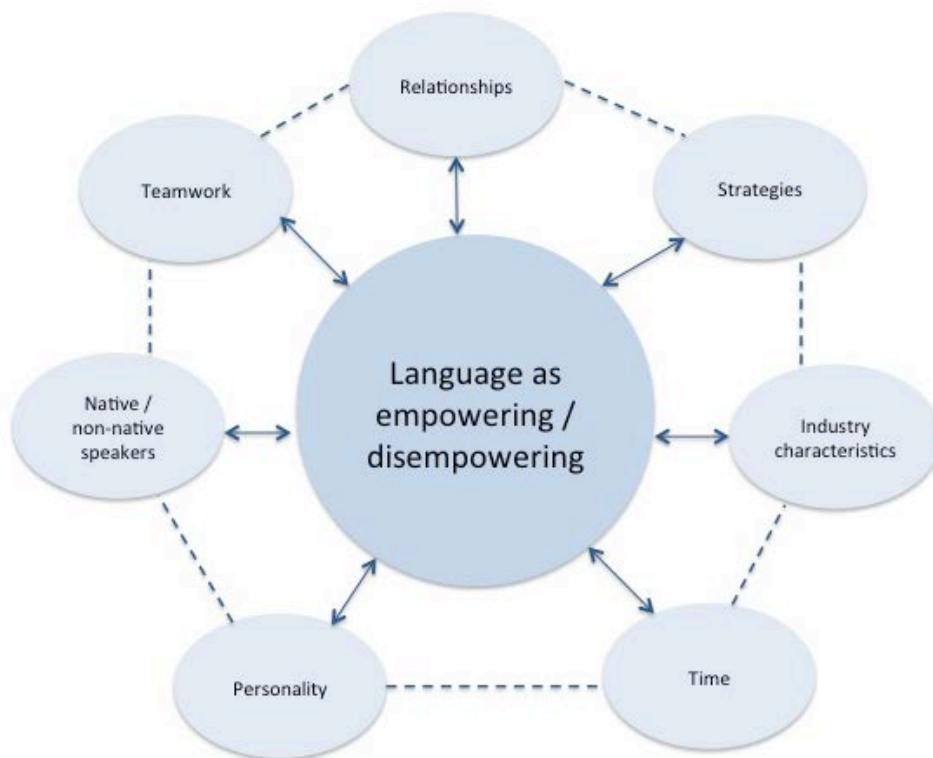 Relationships
Teamwork
Strategies
Language as
empowering /
disempowering
Native /
non-native
speakers
Industry
characteristics
Personality
Time